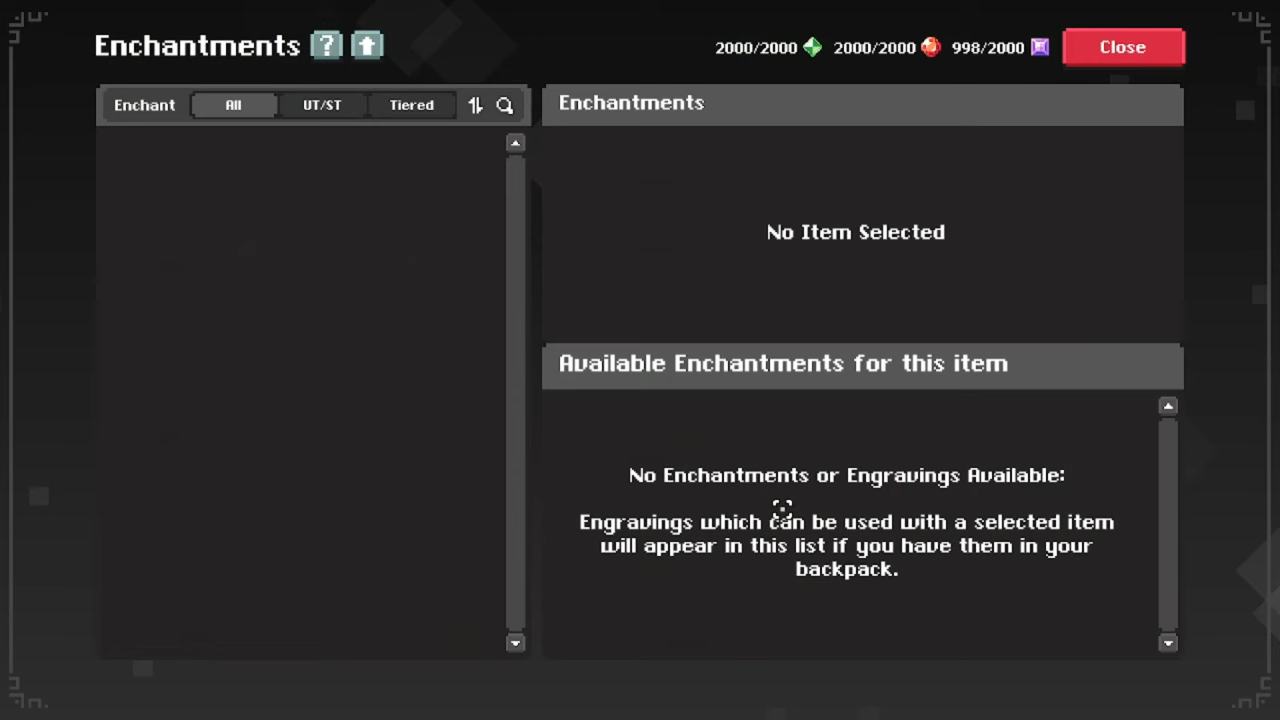 Enchantments ?
2000/2000 2000/2000 998/2000 Close
Enchant All UT/ST Tiered
Enchantments
No Item Selected
Available Enchantments for this item
No Enchantments or Engravings Available:
Engravings which can be used with a selected item
will appear in this list if you have them in your
backpack.